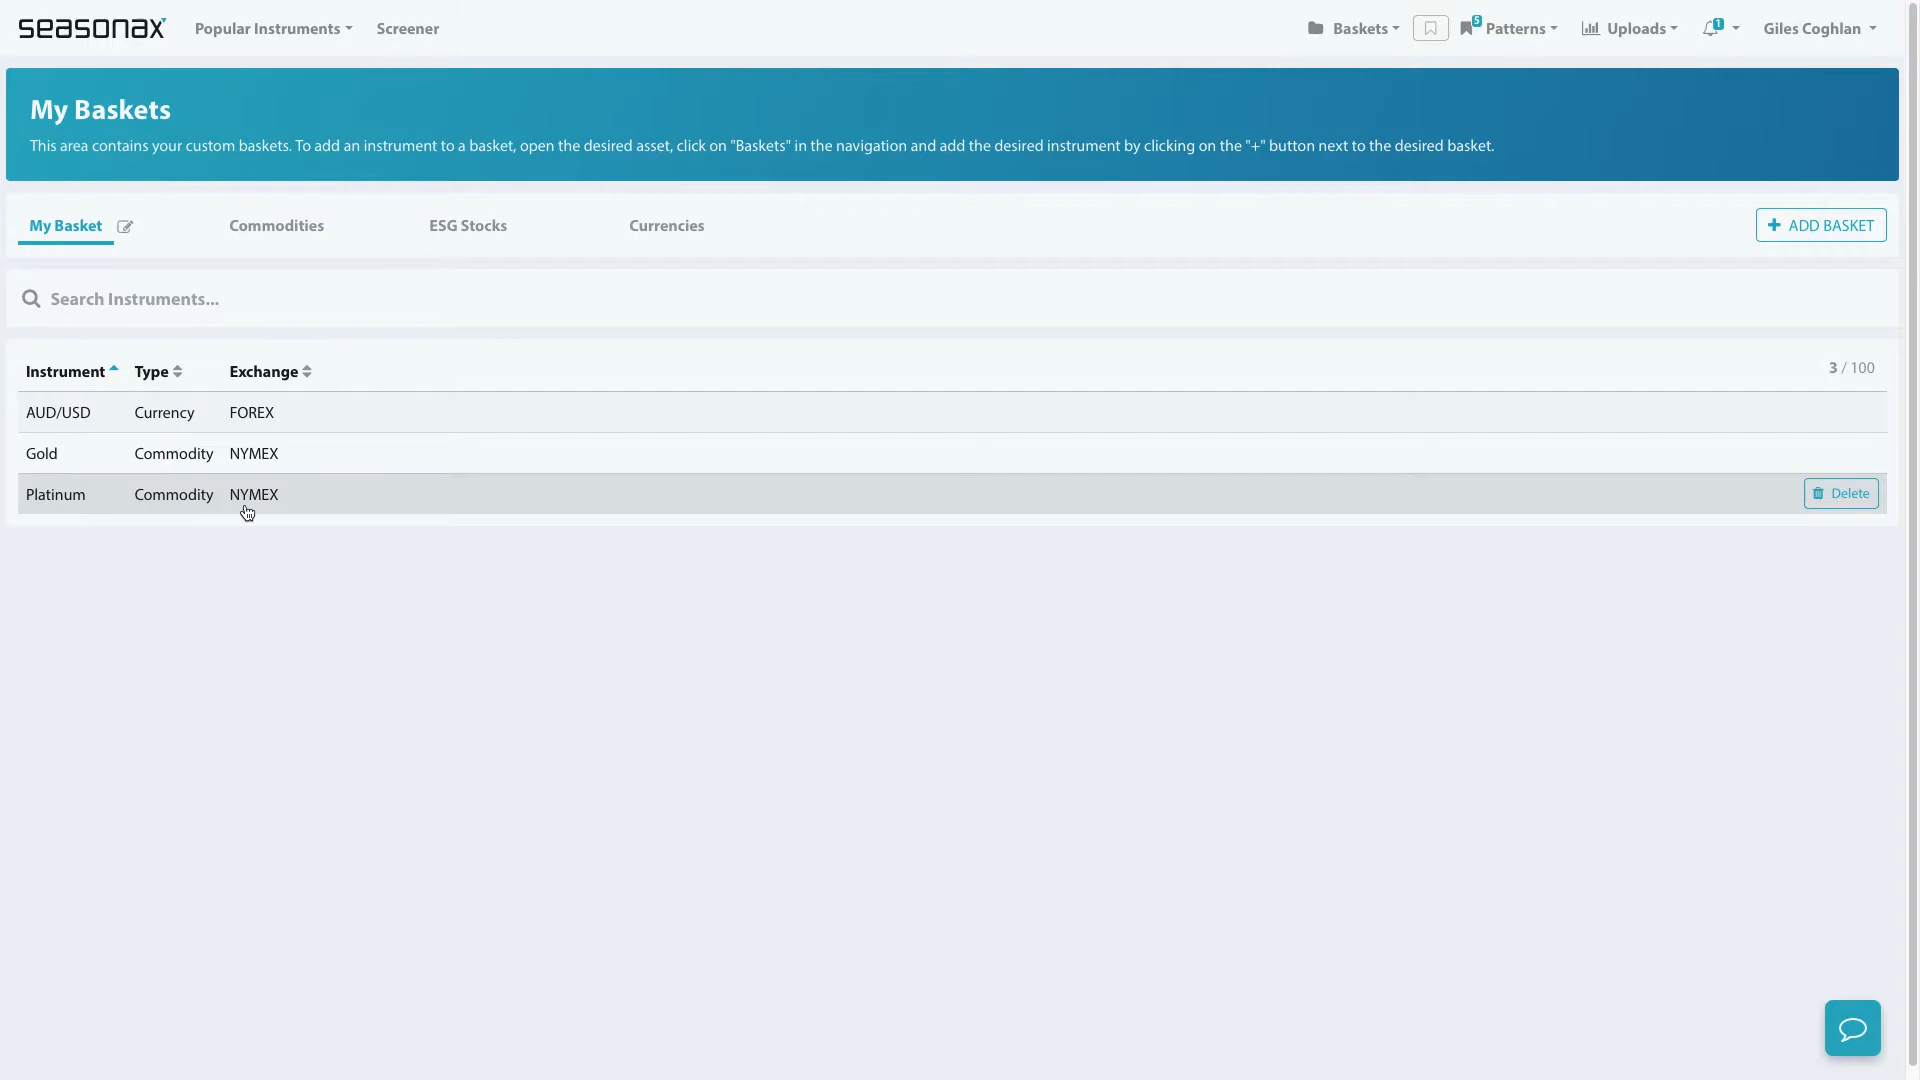 seasonax Popular Instruments Screener Baskets 5 Patterns Uploads 1 Giles Coghlan
My Baskets
This area contains your custom baskets. To add an instrument to a basket, open the desired asset, click on "Baskets" in the navigation and add the desired instrument by clicking on the "+" button next to the desired basket.
My Basket Commodities ESG Stocks Currencies + ADD BASKET
Search Instruments...
Instrument Type Exchange 3 / 100
AUD/USD Currency FOREX
Gold Commodity NYMEX
Platinum Commodity NYMEX Delete